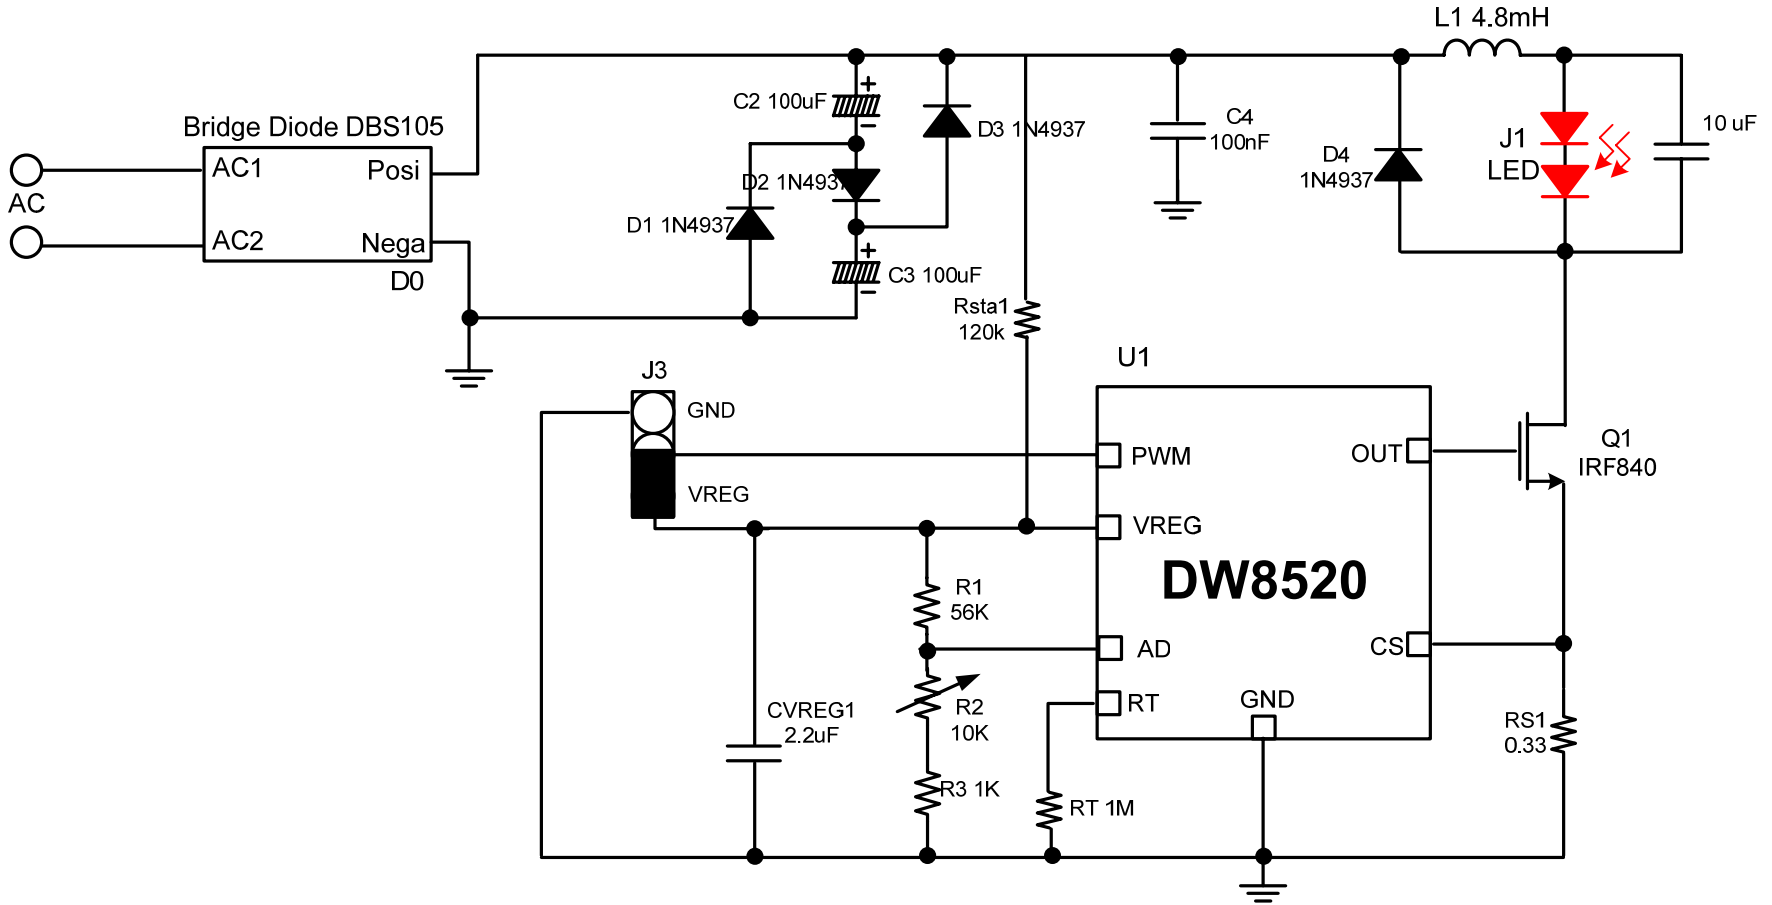 L1 4.8mH
C2 100uF
+
−
D3 1N4937
C4
100nF
10 uF
J1
LED
D4
1N4937
Bridge Diode DBS105
AC1
Posi
AC
AC2
Nega
D0
D2 1N4937
D1 1N4937
+
C3 100uF
−
Rsta1
120k
U1
J3
GND
VREG
PWM
OUT
Q1
IRF840
VREG
DW8520
R1
56K
AD
CS
RT
GND
R2
10K
CVREG1
2.2uF
RS1
0.33
R3 1K
RT 1M